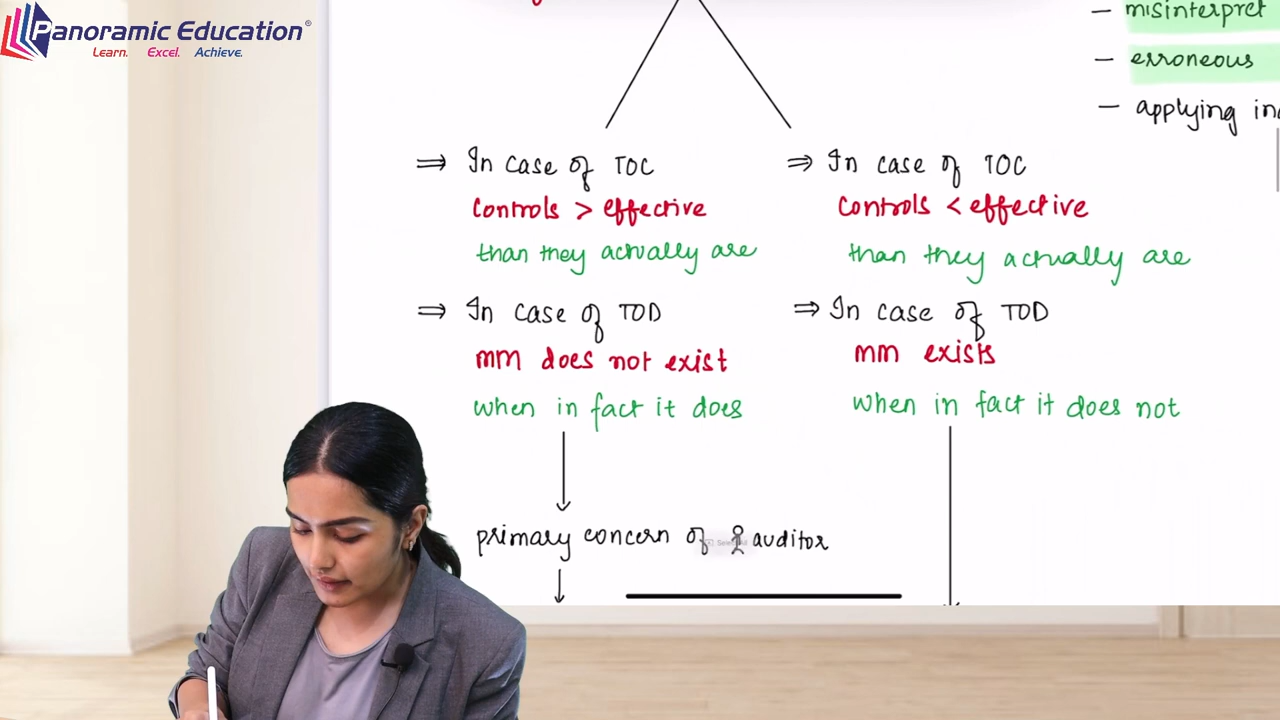 Panoramic Education®
Learn. Excel. Achieve.
– misinterpret
– erroneous
– applying
⇒ In case of TOC
controls > effective
than they actually are
⇒ In case of TOD
MM does not exist
when in fact it does
primary concern of auditor
⇒ In case of TOC
controls < effective
than they actually are
⇒ In case of TOD
MM exists
when in fact it does not